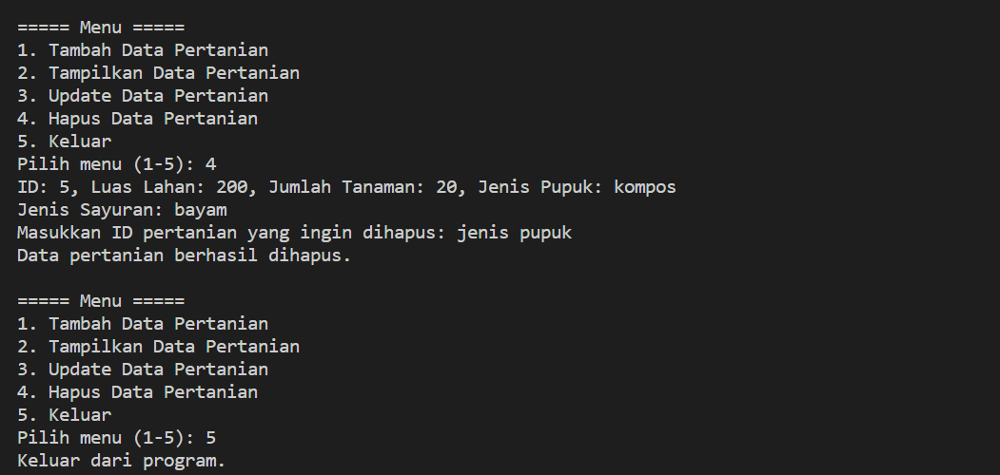 ===== Menu =====
1. Tambah Data Pertanian
2. Tampilkan Data Pertanian
3. Update Data Pertanian
4. Hapus Data Pertanian
5. Keluar
Pilih menu (1-5): 4
ID: 5, Luas Lahan: 200, Jumlah Tanaman: 20, Jenis Pupuk: kompos
Jenis Sayuran: bayam
Masukkan ID pertanian yang ingin dihapus: jenis pupuk
Data pertanian berhasil dihapus.

===== Menu =====
1. Tambah Data Pertanian
2. Tampilkan Data Pertanian
3. Update Data Pertanian
4. Hapus Data Pertanian
5. Keluar
Pilih menu (1-5): 5
Keluar dari program.